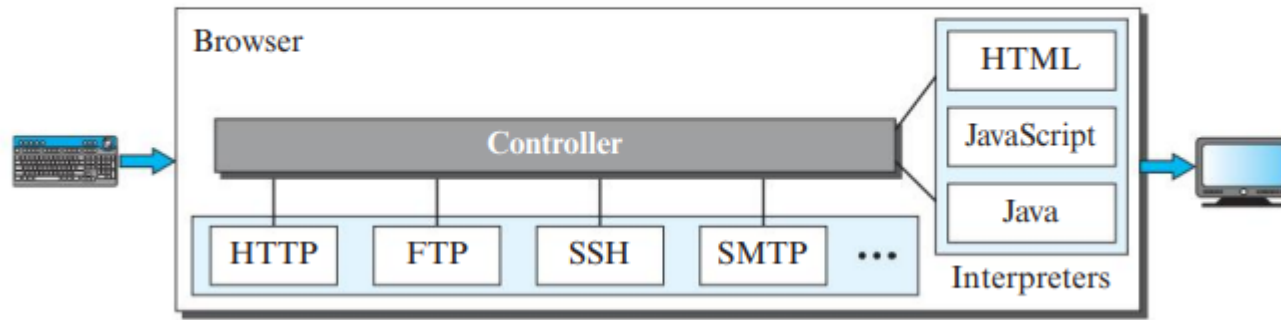 Browser
Controller
HTTP
FTP
SSH
SMTP
•••
HTML
JavaScript
Java
Interpreters